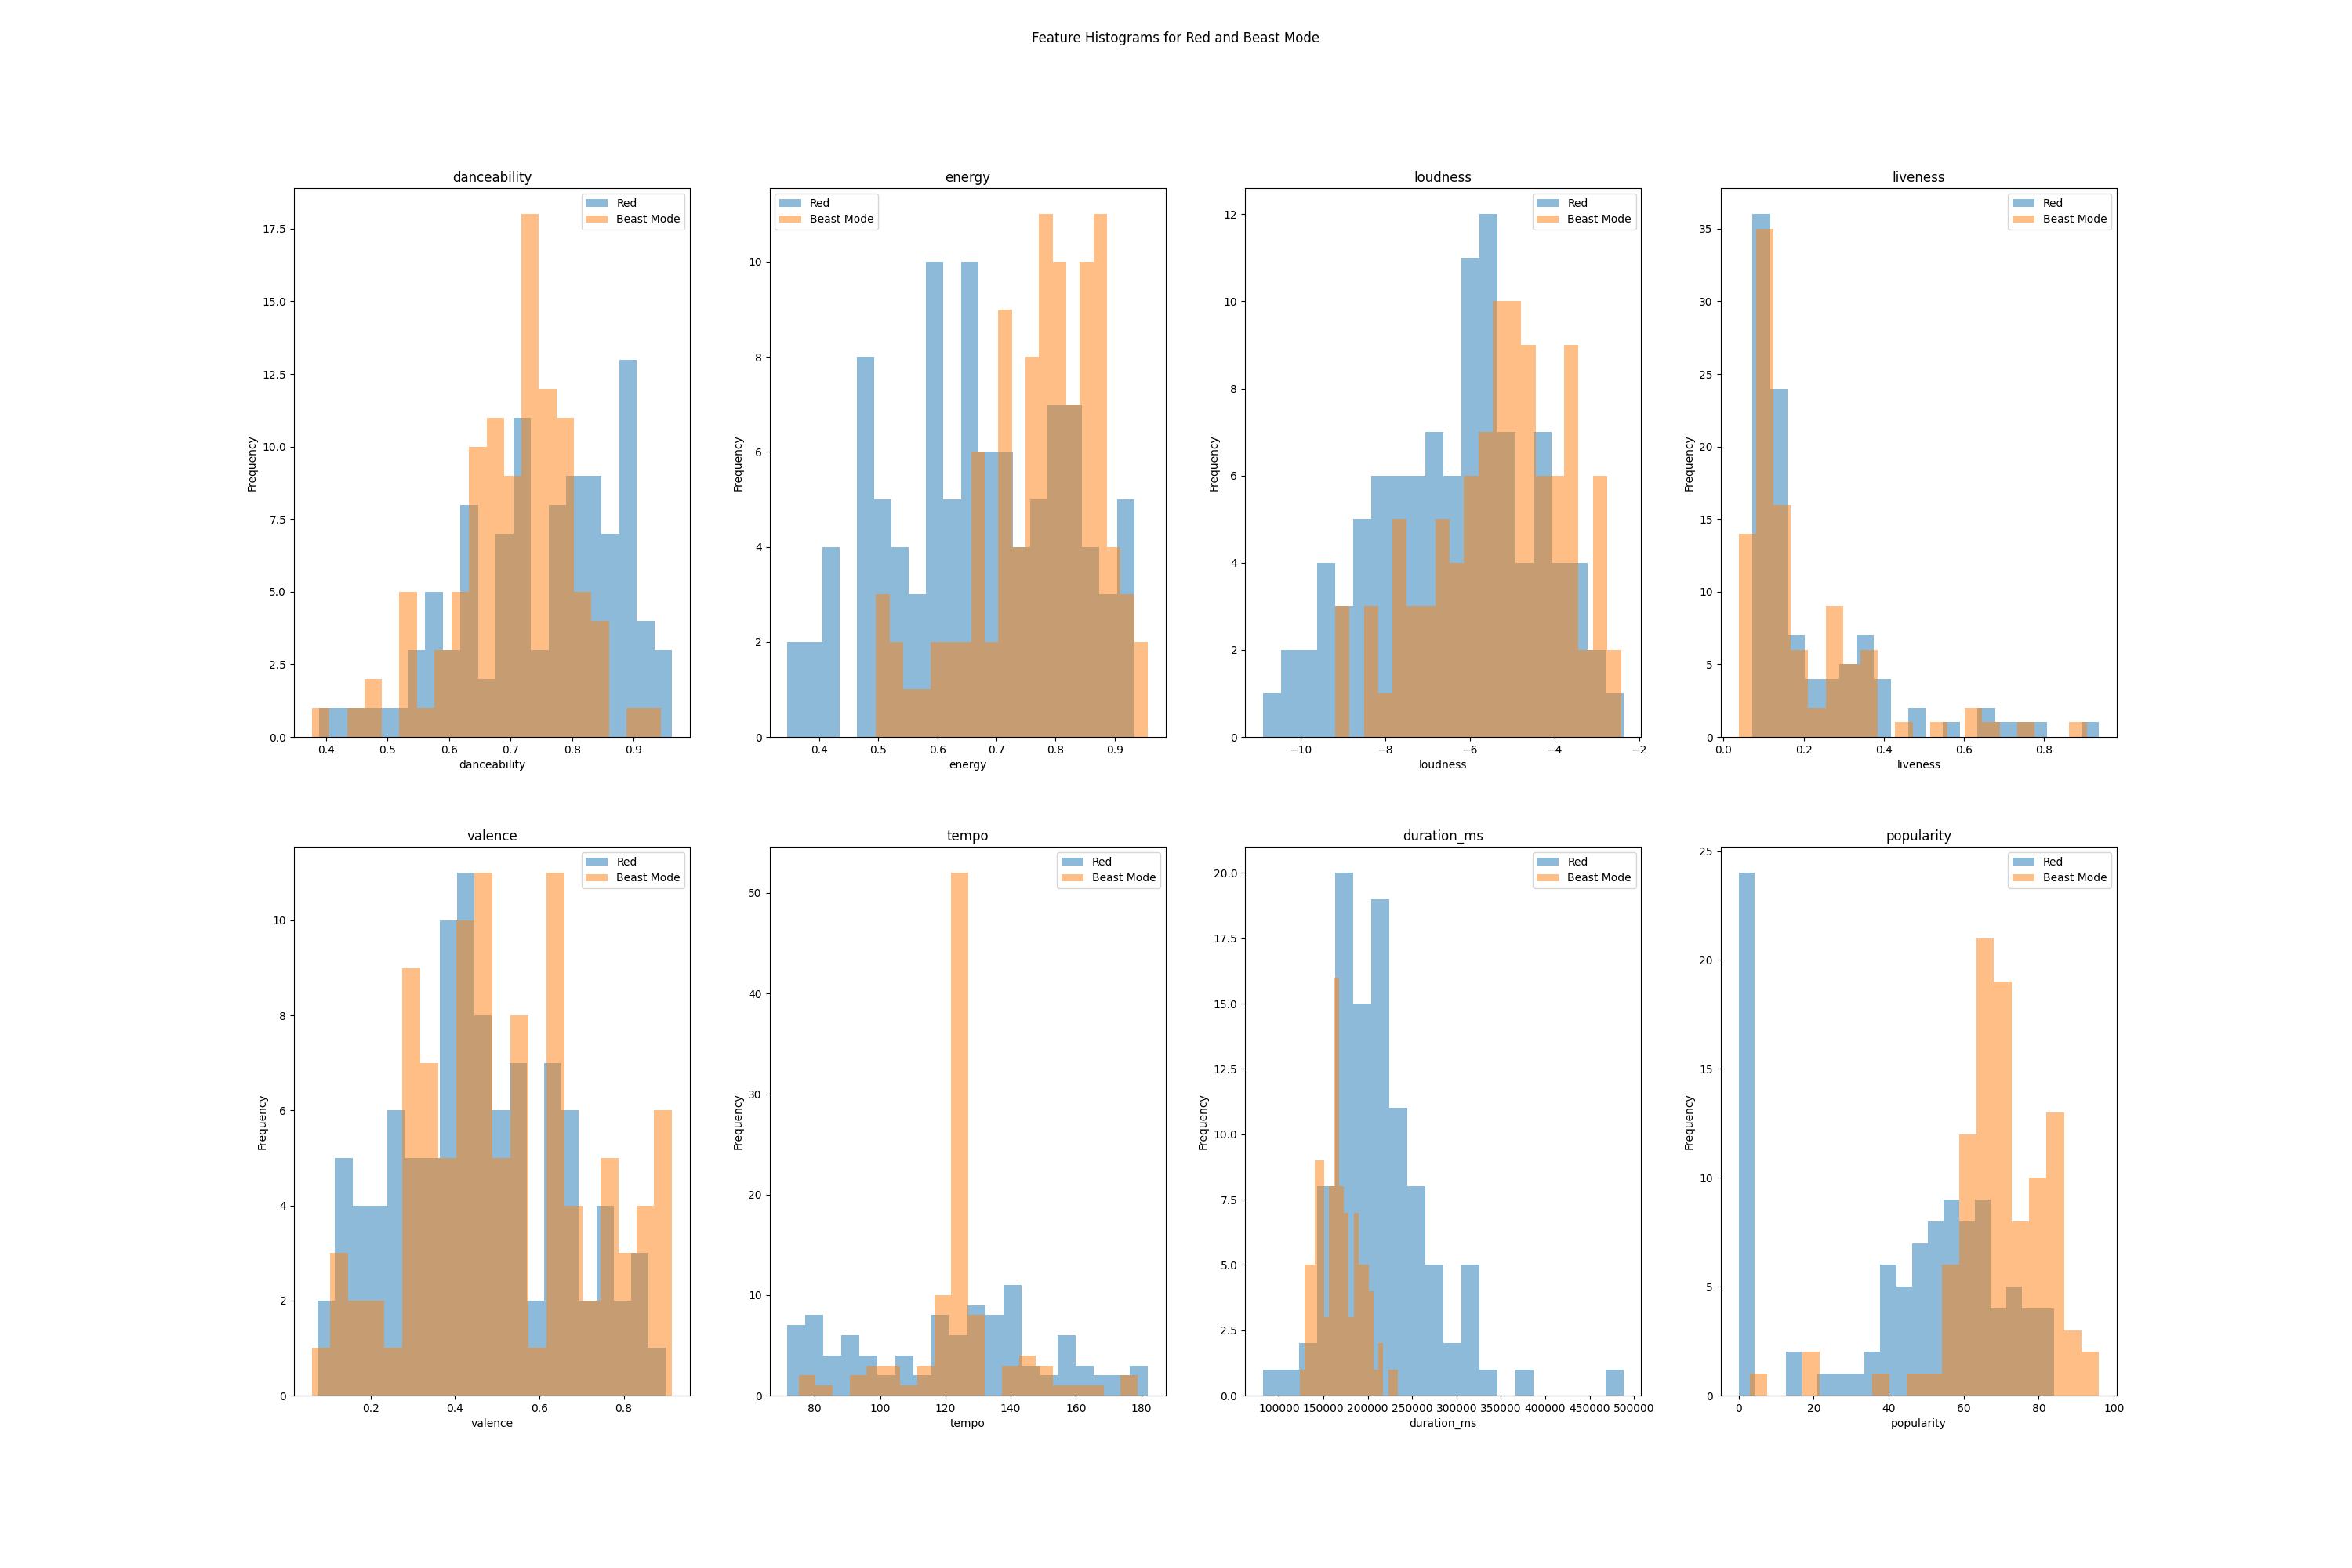 Feature Histograms for Red and Beast Mode
danceability
Red
Beast Mode
17.5
15.0
12.5
10.0
7.5
5.0
2.5
0.0
Frequency
0.4 0.5 0.6 0.7 0.8 0.9
danceability
energy
Red
Beast Mode
10
8
6
4
2
0
Frequency
0.4 0.5 0.6 0.7 0.8 0.9
energy
loudness
Red
Beast Mode
12
10
8
6
4
2
0
Frequency
−10 −8 −6 −4 −2
loudness
liveness
Red
Beast Mode
35
30
25
20
15
10
5
0
Frequency
0.0 0.2 0.4 0.6 0.8
liveness
valence
Red
Beast Mode
10
8
6
4
2
0
Frequency
0.2 0.4 0.6 0.8
valence
tempo
Red
Beast Mode
50
40
30
20
10
0
Frequency
80 100 120 140 160 180
tempo
duration_ms
Red
Beast Mode
20.0
17.5
15.0
12.5
10.0
7.5
5.0
2.5
0.0
Frequency
100000 150000 200000 250000 300000 350000 400000 450000 500000
duration_ms
popularity
Red
Beast Mode
25
20
15
10
5
0
Frequency
0 20 40 60 80 100
popularity